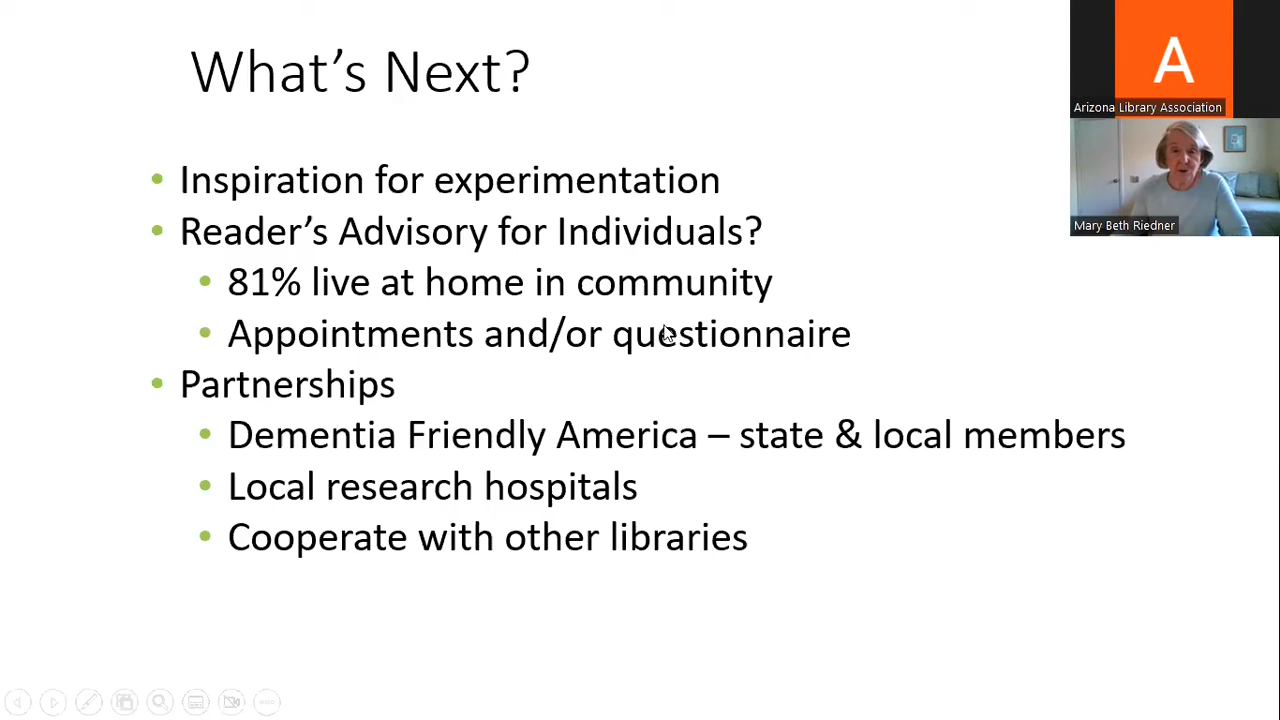 What’s Next?
A
Arizona Library Association
Mary Beth Riedner
• Inspiration for experimentation
• Reader’s Advisory for Individuals?
• 81% live at home in community
• Appointments and/or questionnaire
• Partnerships
• Dementia Friendly America – state & local members
• Local research hospitals
• Cooperate with other libraries